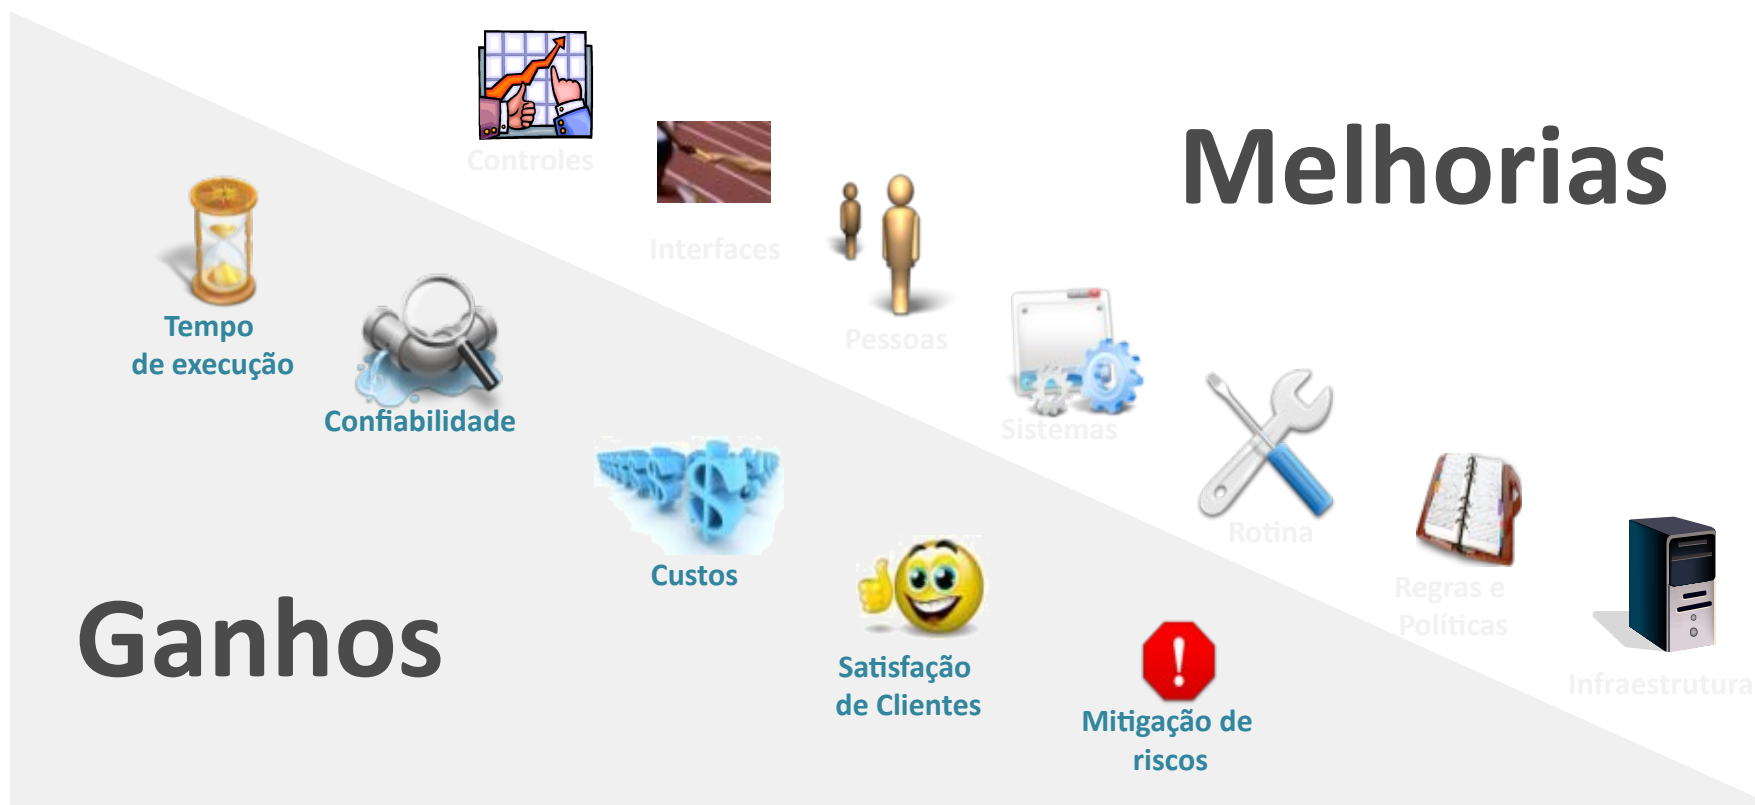 Controles
Melhorias
Interfaces
Tempo
de execução
Pessoas
Confiabilidade
Sistemas
Rotina
Custos
Regras e
Políticas
Ganhos
Satisfação
de Clientes
Infraestrutura
Mitigação de
riscos